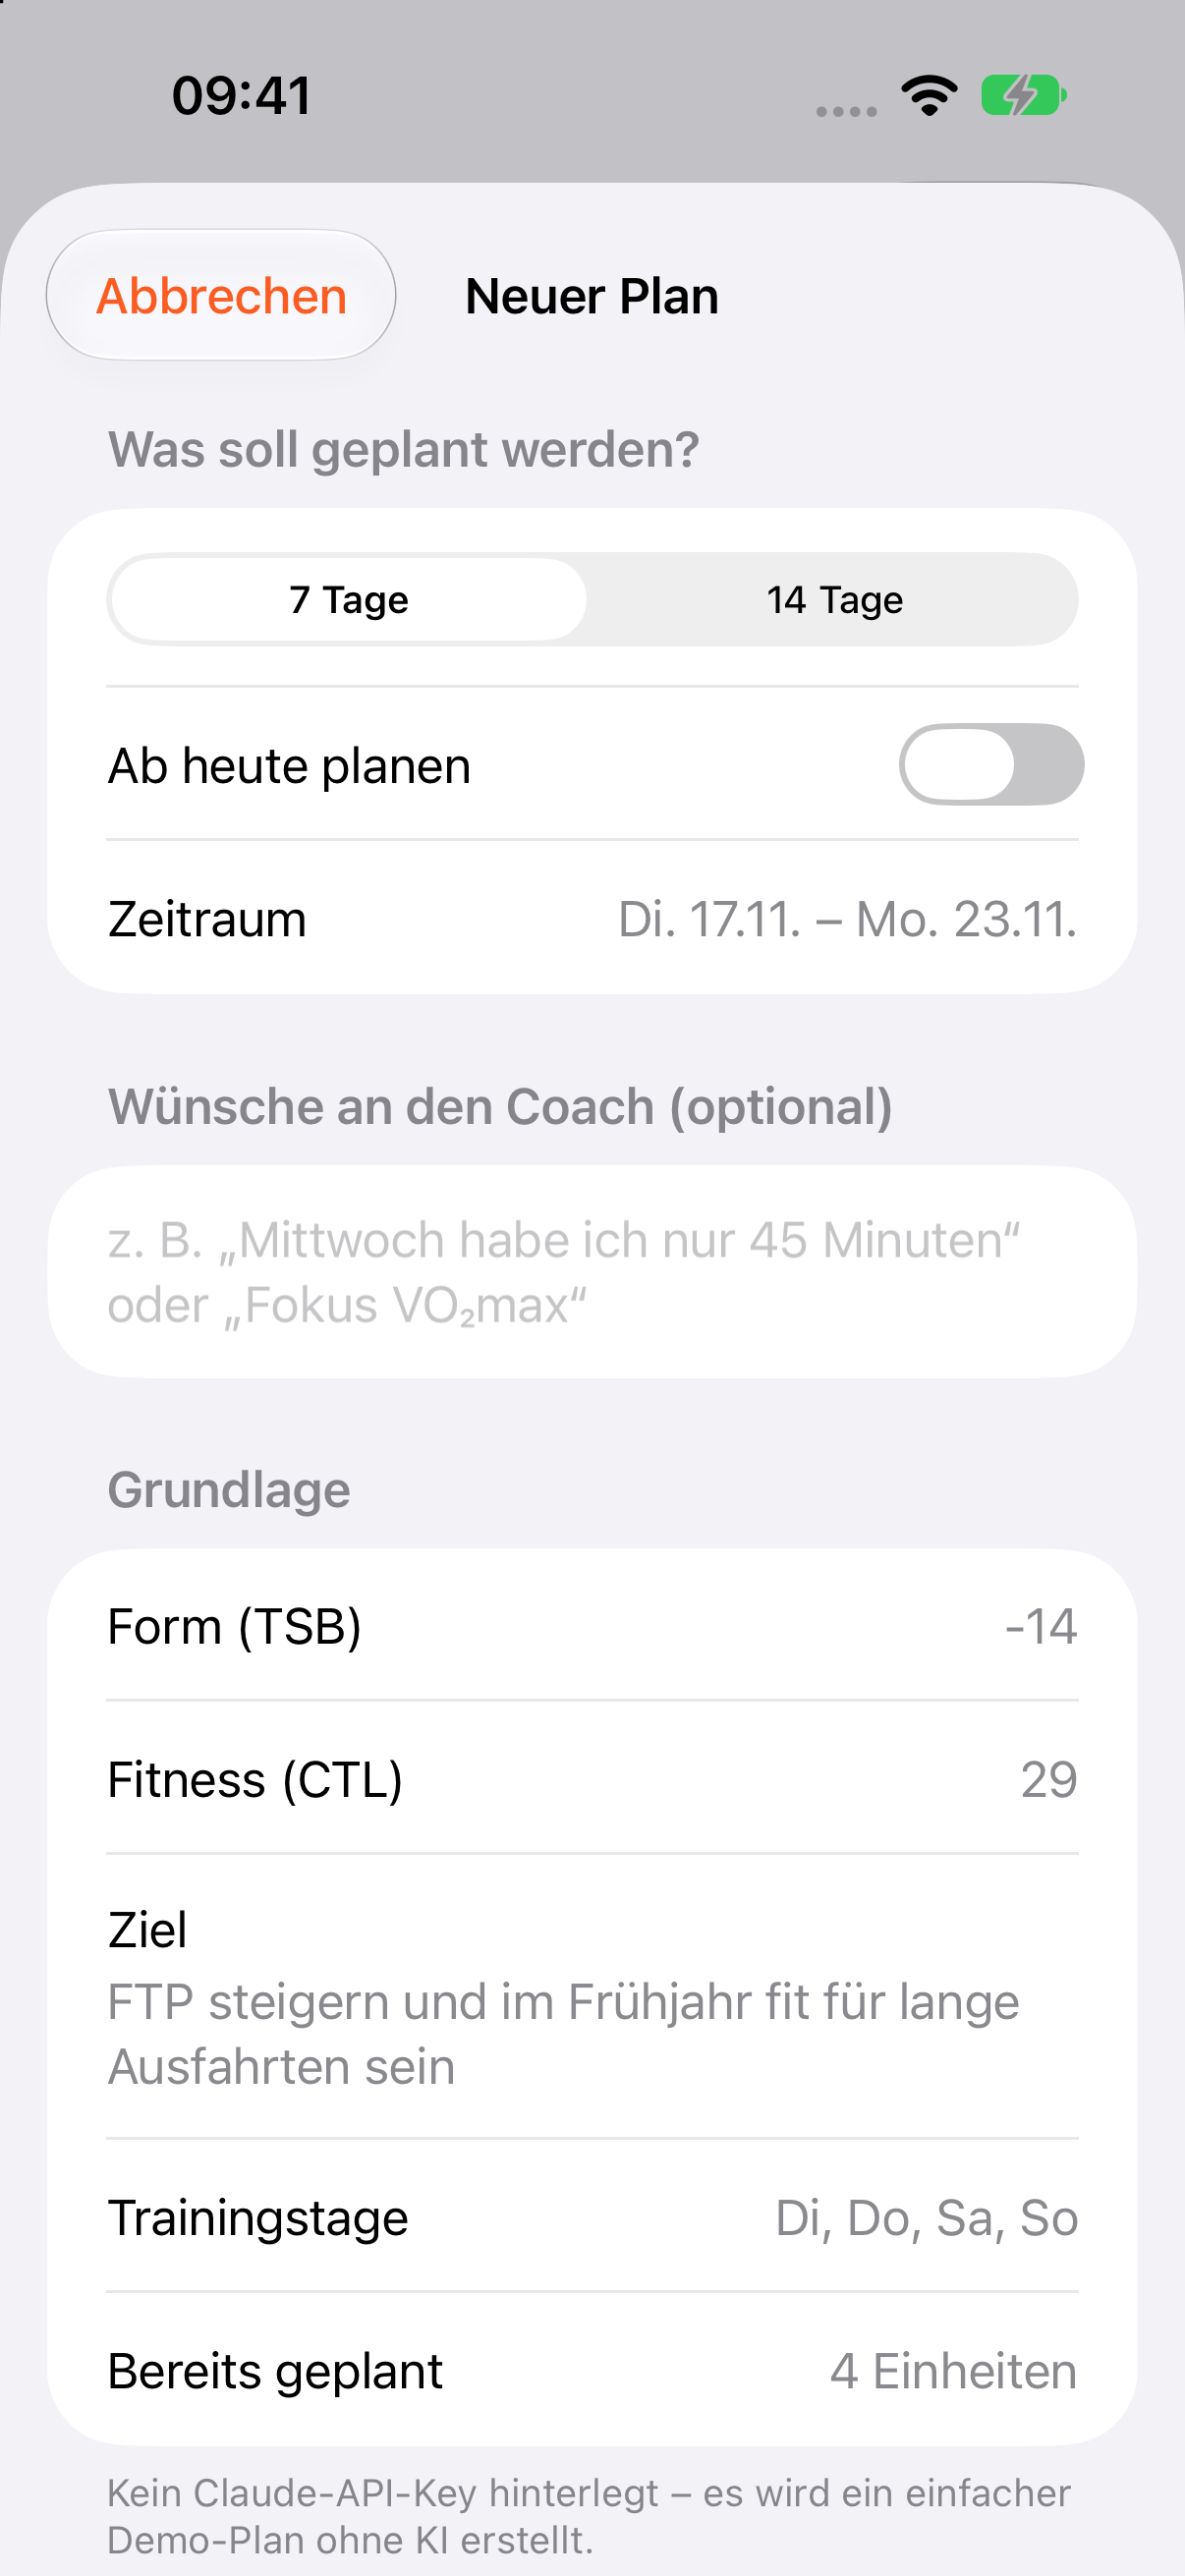 09:41
Abbrechen
Neuer Plan
Was soll geplant werden?
7 Tage
14 Tage
Ab heute planen
Zeitraum
Di. 17.11. – Mo. 23.11.
Wünsche an den Coach (optional)
z. B. „Mittwoch habe ich nur 45 Minuten“
oder „Fokus VO₂max“
Grundlage
Form (TSB)
-14
Fitness (CTL)
29
Ziel
FTP steigern und im Frühjahr fit für lange
Ausfahrten sein
Trainingstage
Di, Do, Sa, So
Bereits geplant
4 Einheiten
Kein Claude-API-Key hinterlegt – es wird ein einfacher
Demo-Plan ohne KI erstellt.